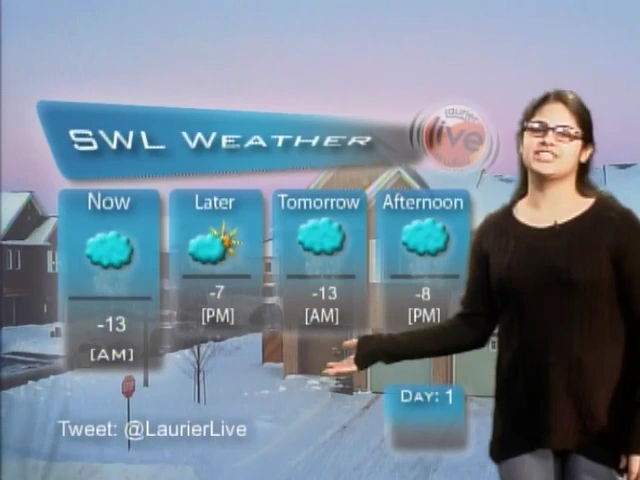 SWL WEATHER
Laurier
live
Now
-13
[AM]
Later
-7
[PM]
Tomorrow
-13
[AM]
Afternoon
-8
[PM]
DAY: 1
Tweet: @LaurierLive